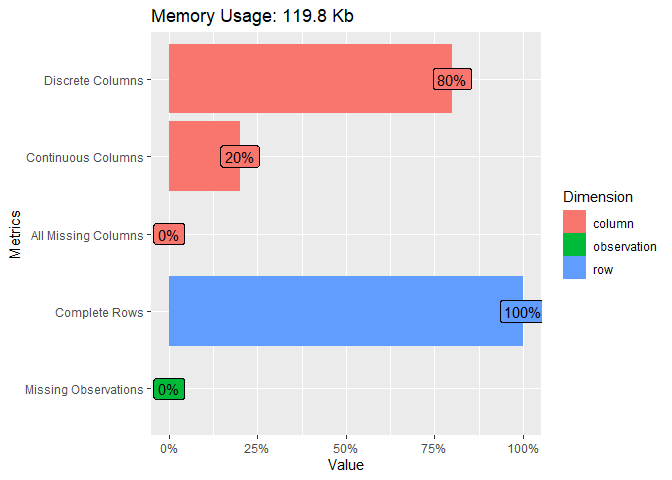 Memory Usage: 119.8 Kb
Discrete Columns
80%
Continuous Columns
20%
All Missing Columns
0%
Complete Rows
100%
Missing Observations
0%
0%
25%
50%
75%
100%
Value
Metrics
Dimension
column
observation
row